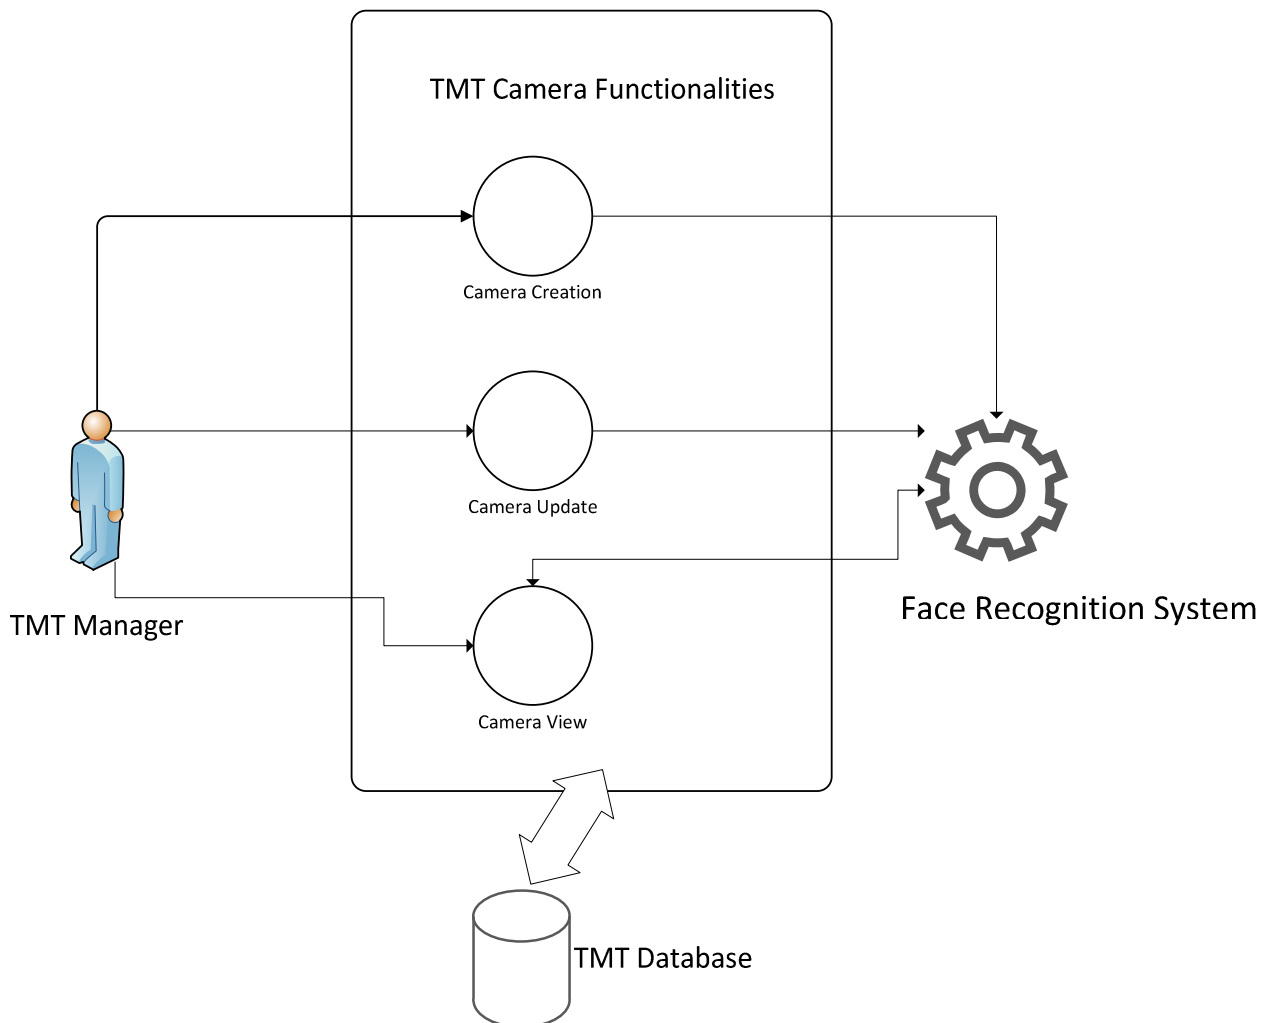 TMT Camera Functionalities
Camera Creation
Camera Update
TMT Manager
Face Recognition System
Camera View
TMT Database